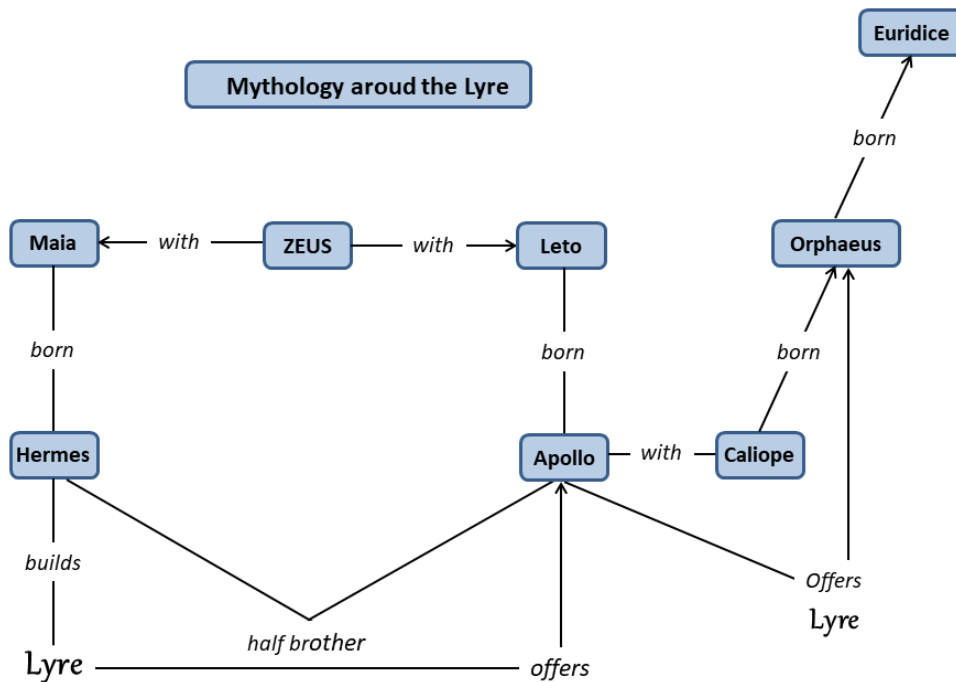 Euridice
Mythology aroud the Lyre
born
Maia with ZEUS with Leto Orphaeus
born born born
Hermes Apollo with Caliope
builds Offers
Lyre
half brother
Lyre offers